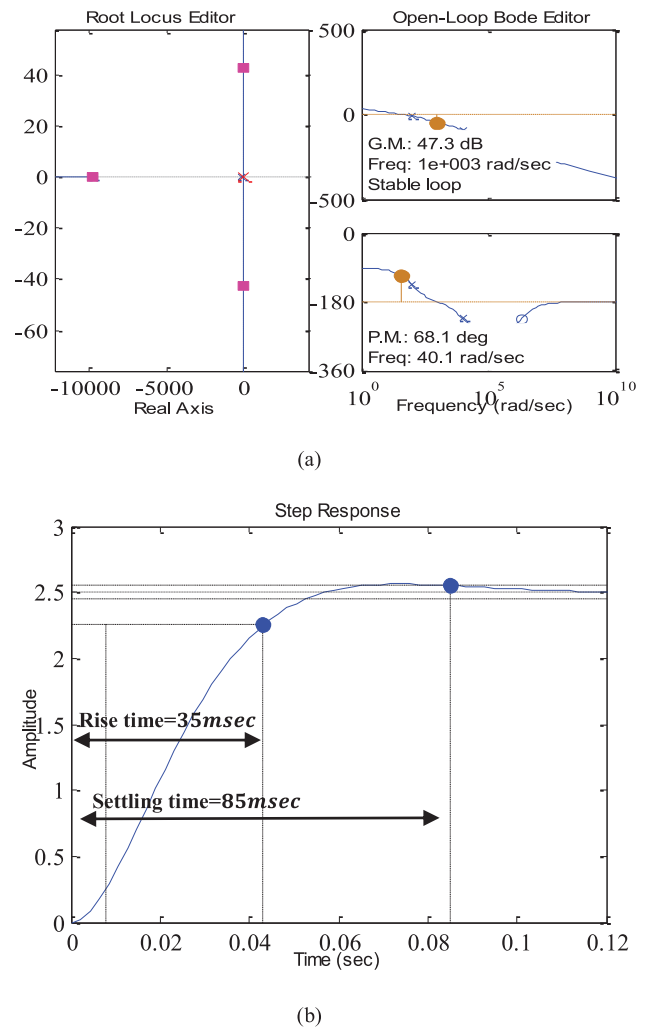 Root Locus Editor
40
20
0
-20
-40
-60
-10000 -5000 0
Real Axis
Open-Loop Bode Editor
500
0
-500
G.M.: 47.3 dB
Freq: 1e+003 rad/sec
Stable loop
0
-180
-360
P.M.: 68.1 deg
Freq: 40.1 rad/sec
10^0 10^5 10^10
Frequency (rad/sec)
(a)
Step Response
3
2.5
2
1.5
1
0.5
0
Amplitude
Rise time=35msec
Settling time=85msec
0 0.02 0.04 0.06 0.08 0.1 0.12
Time (sec)
(b)